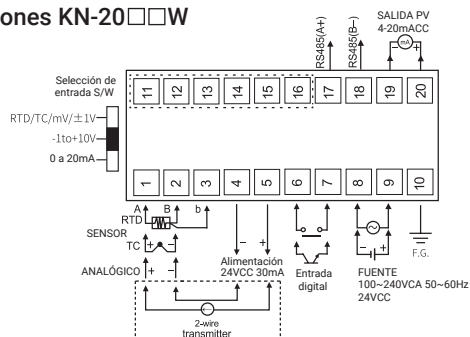 ones KN-20□□W
SALIDA PV
4-20mACC
RS485(A+)
RS485(B−)
mA
− +
Selección de
entrada S/W
RTD/TC/mV/±1V
-1to+10V
0 a 20mA
11 12 13 14 15 16 17 18 19 20
1 2 3 4 5 6 7 8 9 10
A B b
RTD
SENSOR
TC + −
ANALÓGICO + −
− +
Alimentación
24VCC 30mA
Entrada
digital
− +
FUENTE
100~240VCA 50~60Hz
24VCC
F.G.
2-wire
transmitter